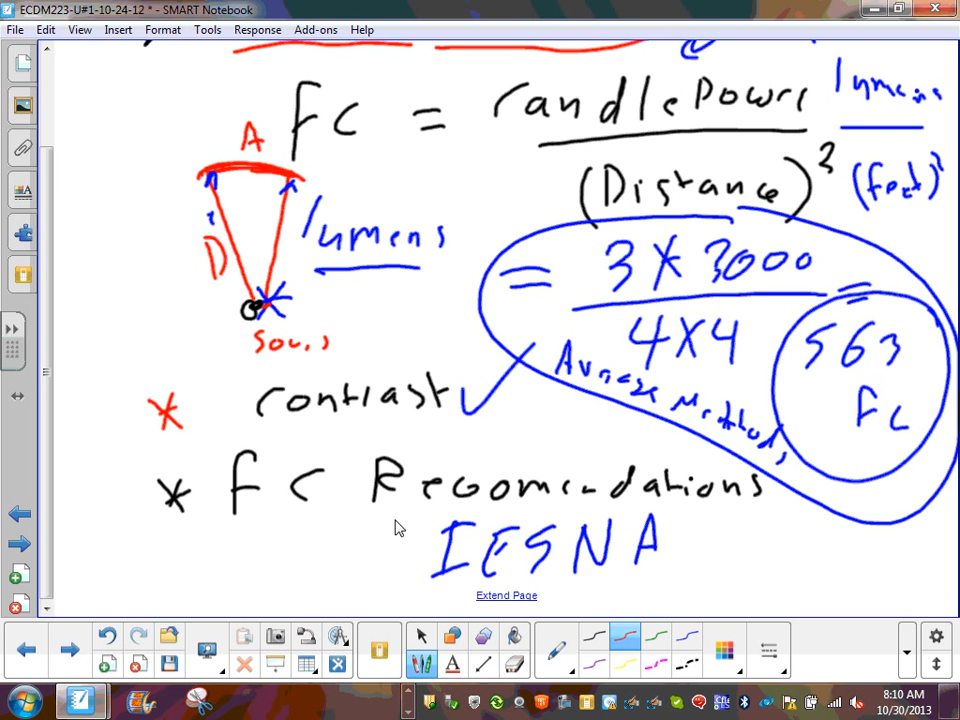 ECDM223-U#1-10-24-12 * - SMART Notebook
File Edit View Insert Format Tools Response Add-ons Help
FC = CandlePower lumens
(Distance)² (feet)²
A
D lumens
= 3 X 3000 =
4 X 4
563
FC
Average Method
* Contrast
* FC Recomendations
IESNA
Extend Page
8:10 AM
10/30/2013